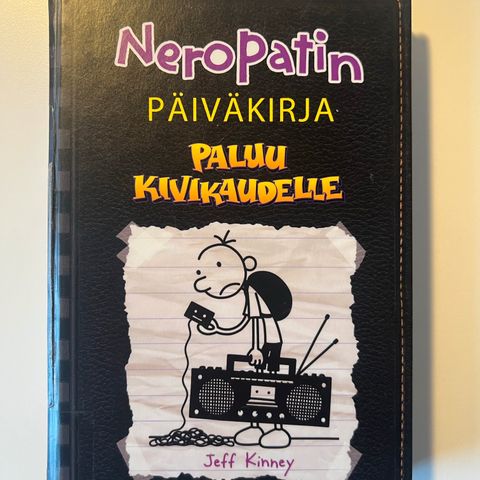 Neropatin
PÄIVÄKIRJA
PALUU
KIVIKAUDELLE
Jeff Kinney